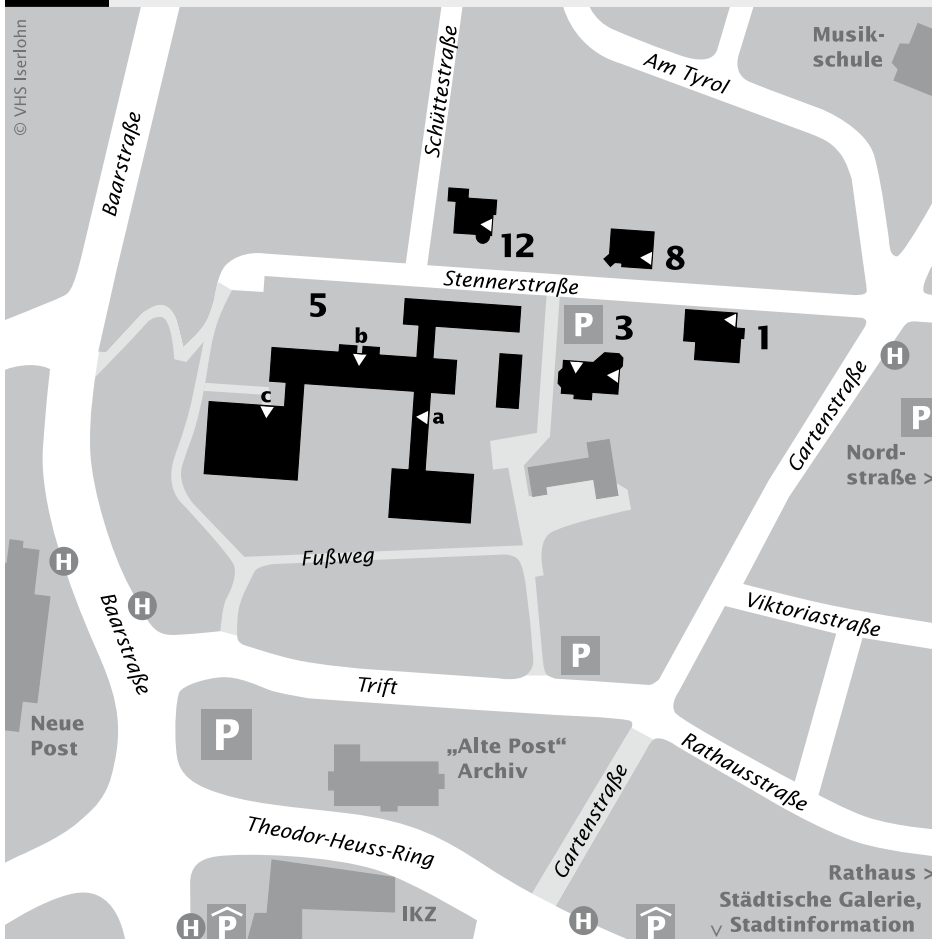 © VHS Iserlohn
Baarstraße
Schüttestraße
Am Tyrol
Musik-
schule
12
8
Stennerstraße
5
P
3
1
b
H
c
a
P
Gartenstraße
Nord-
straße >
Fußweg
H
H
Baarstraße
Viktoriastraße
P
Trift
Neue
Post
P
„Alte Post“
Archiv
Rathausstraße
Gartenstraße
Theodor-Heuss-Ring
Rathaus >
Städtische Galerie,
Stadtinformation
IKZ
H
P
H
P